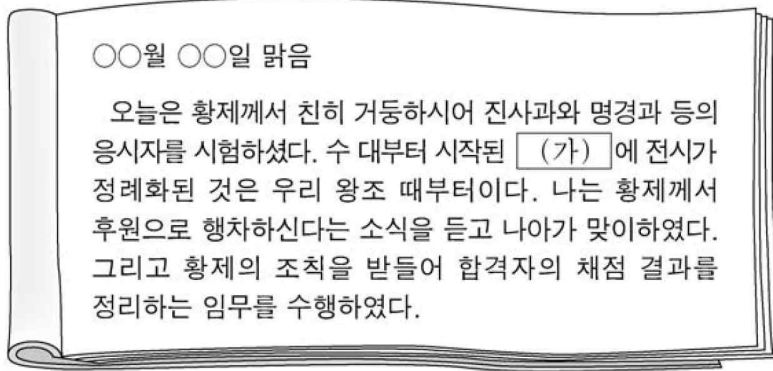 ○○월 ○○일 맑음
오늘은 황제께서 친히 거둥하시어 진사과와 명경과 등의
응시자를 시험하셨다. 수 대부터 시작된 (가) 에 전시가
정례화된 것은 우리 왕조 때부터이다. 나는 황제께서
후원으로 행차하신다는 소식을 듣고 나아가 맞이하였다.
그리고 황제의 조칙을 받들어 합격자의 채점 결과를
정리하는 임무를 수행하였다.